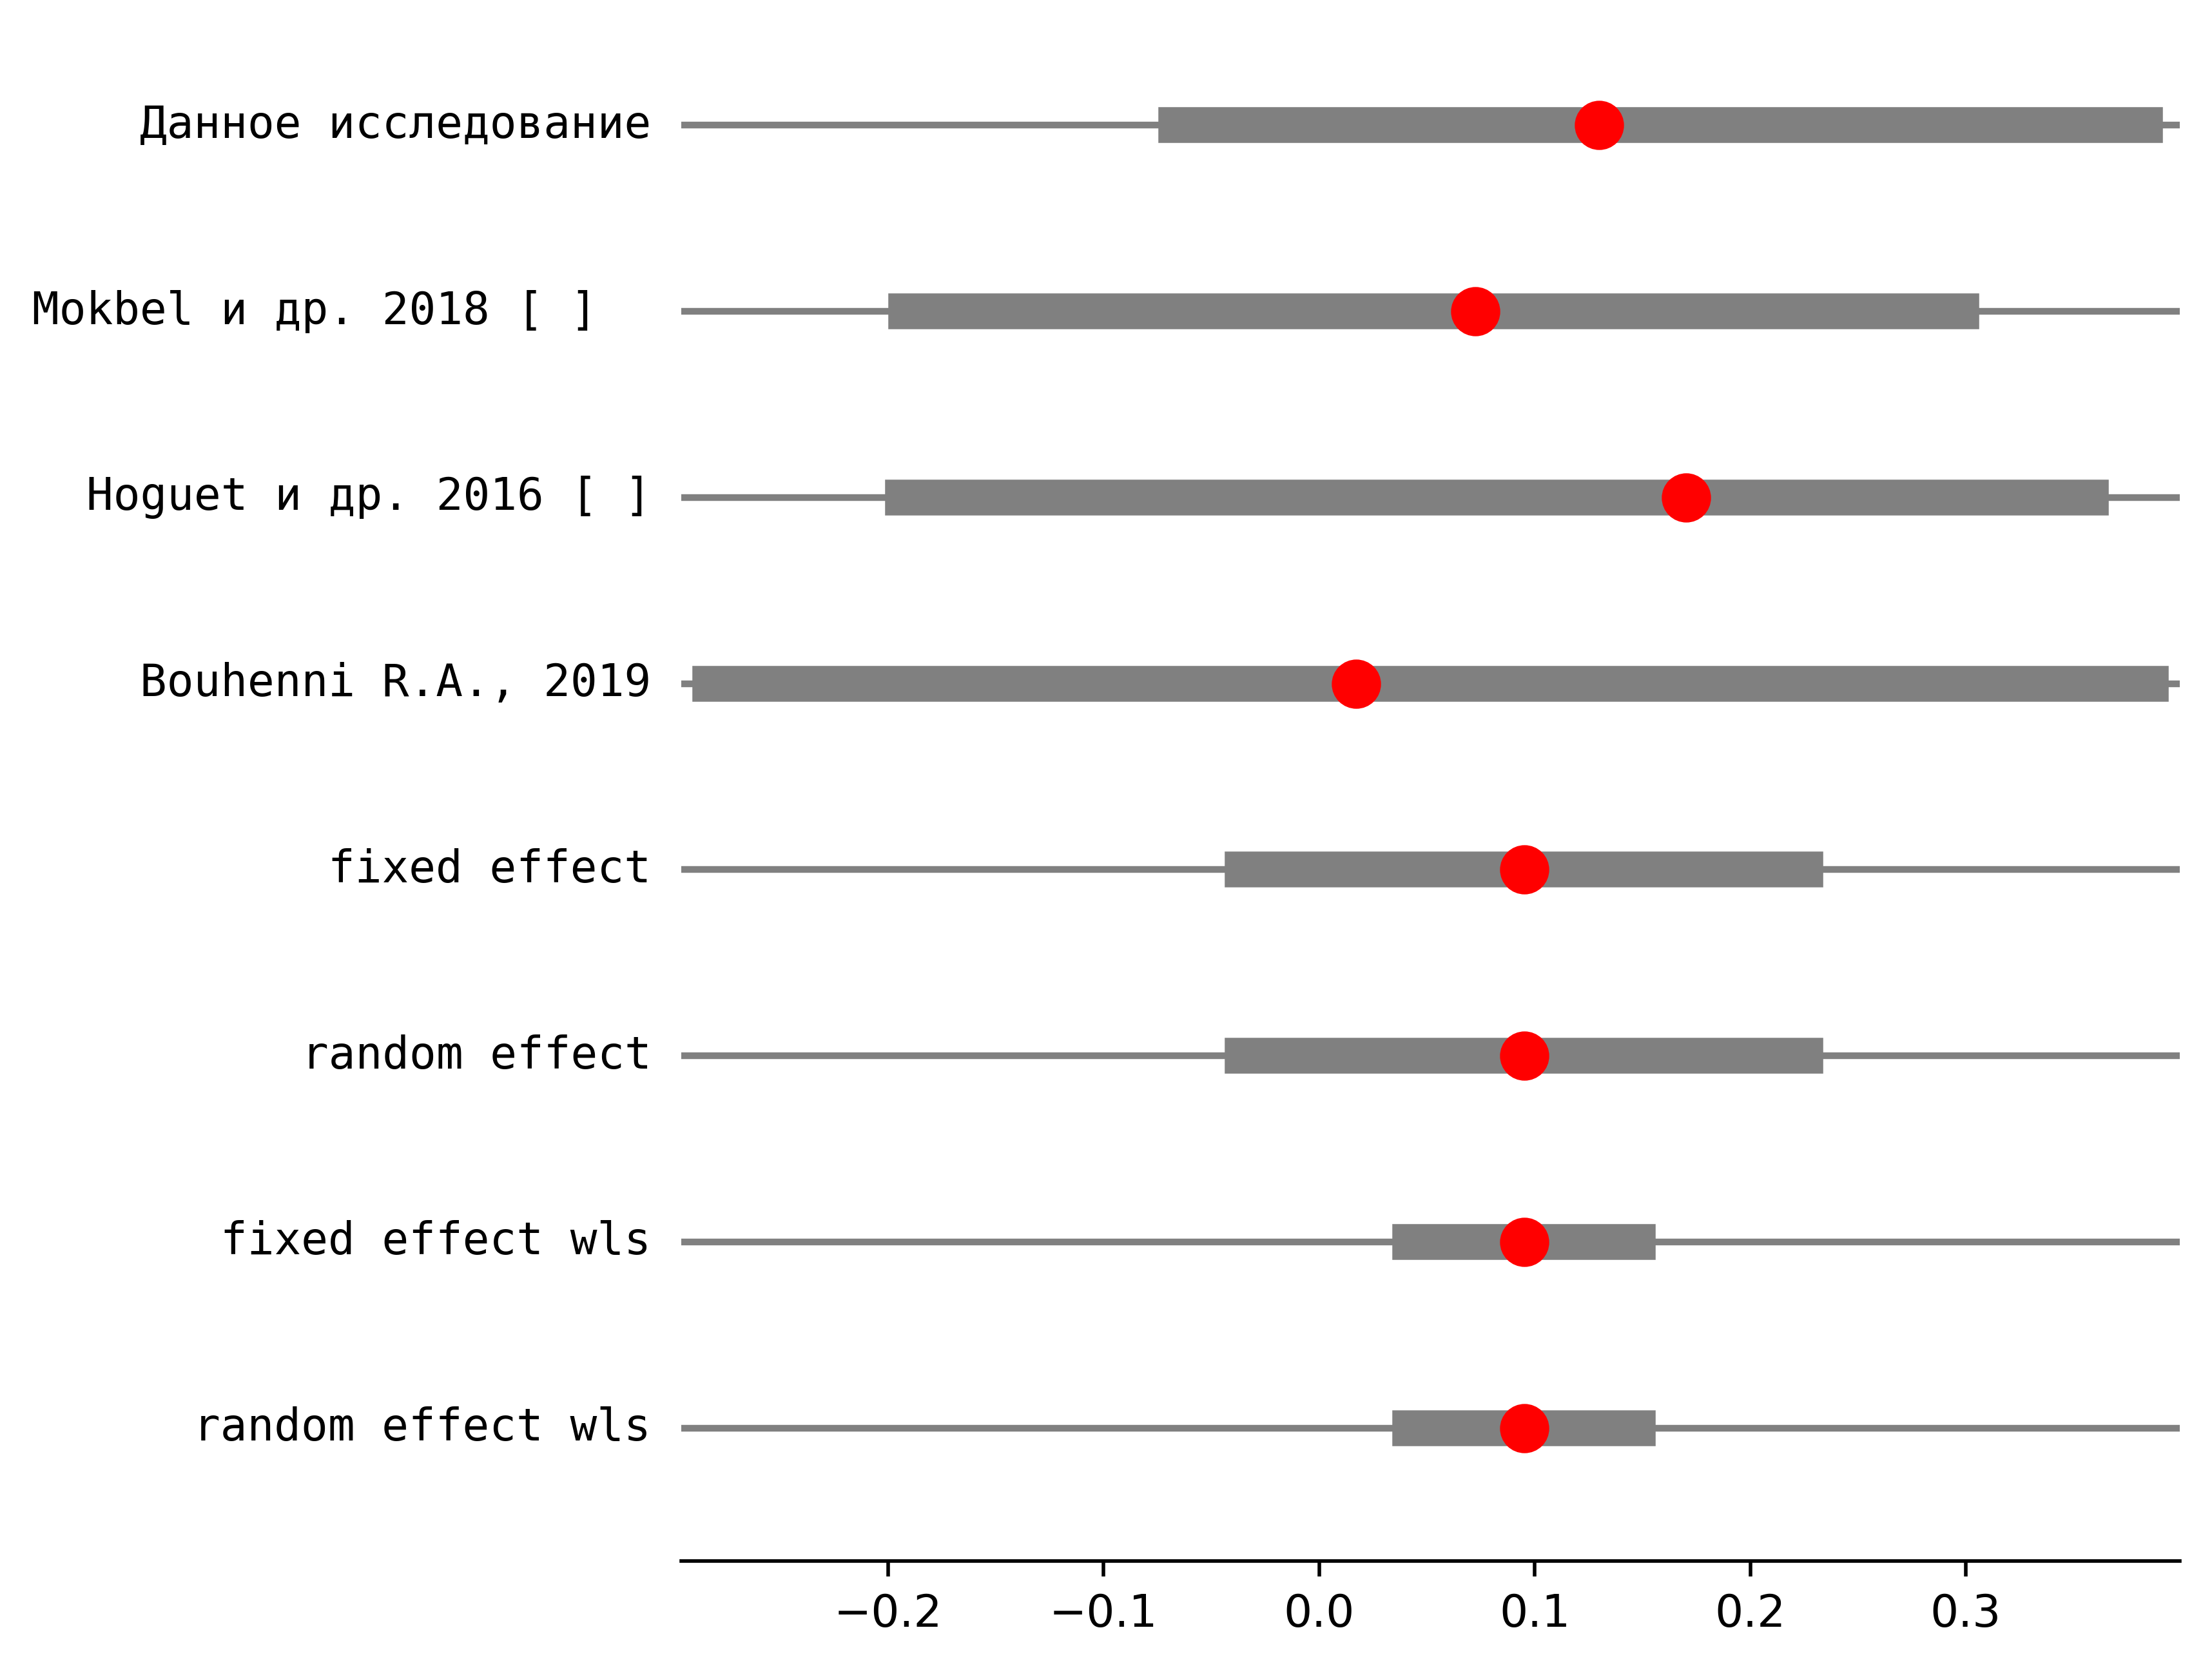 Данное исследование
Mokbel и др. 2018 [ ]
Hoguet и др. 2016 [ ]
Bouhenni R.A., 2019
fixed effect
random effect
fixed effect wls
random effect wls
−0.2 −0.1 0.0 0.1 0.2 0.3